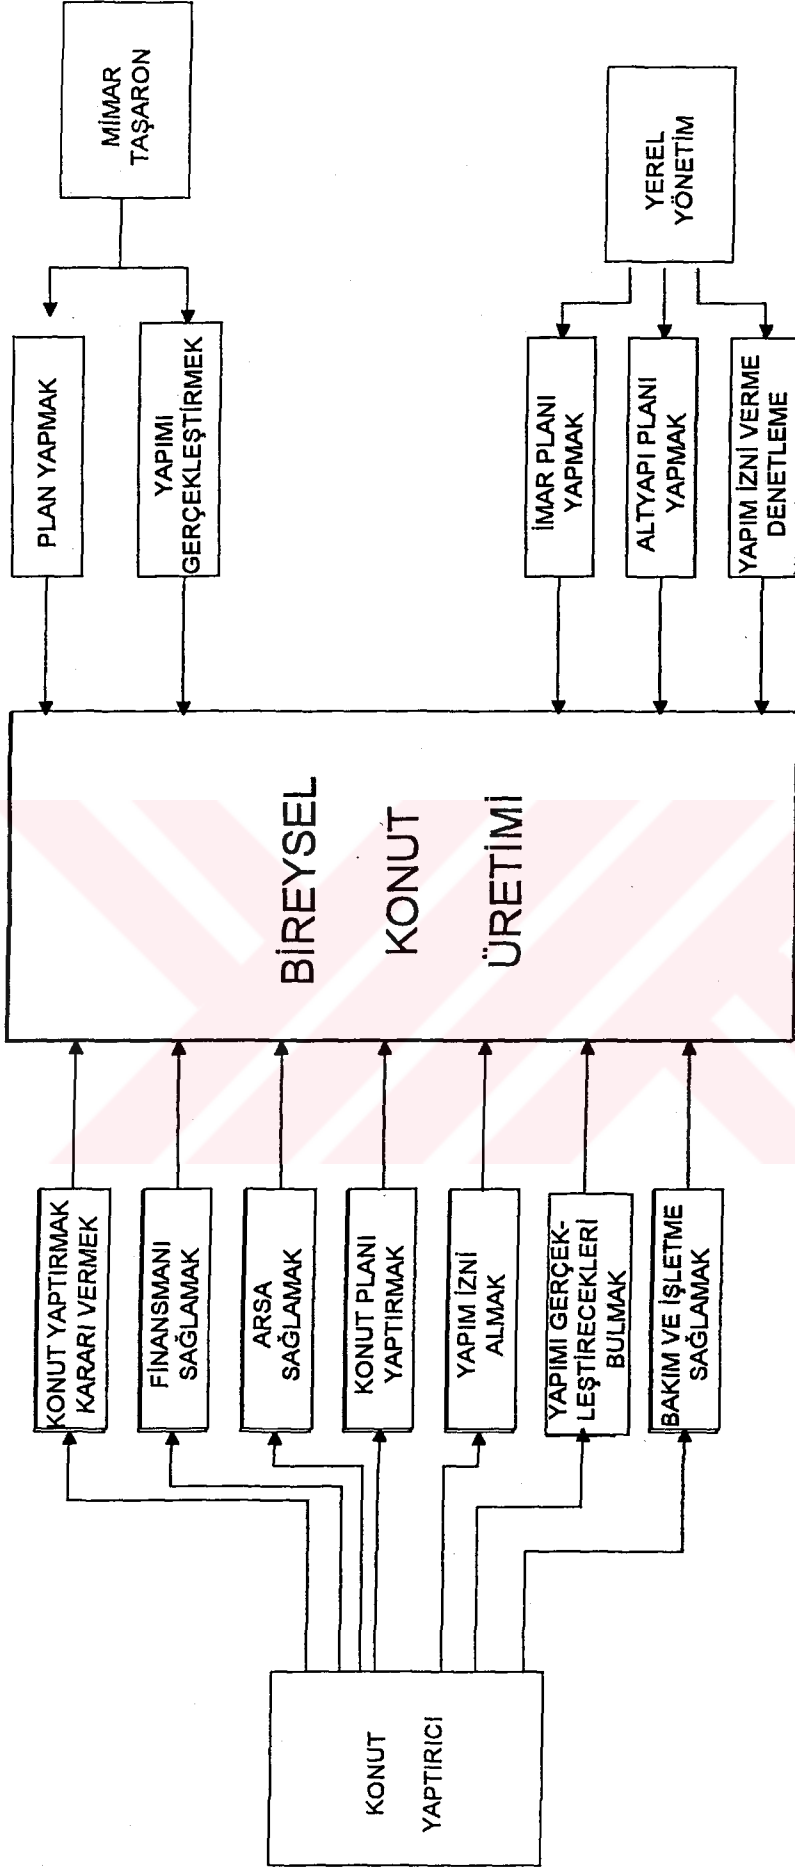 KONUT
YAPTIRICI
KONUT YAPTIRMAK
KARARI VERMEK
FİNANSMANI
SAĞLAMAK
ARSA
SAĞLAMAK
KONUT PLANI
YAPTIRMAK
YAPIM İZNİ
ALMAK
YAPIMI GERÇEK-
LEŞTİRECEKLERİ
BULMAK
BAKIM VE İŞLETME
SAĞLAMAK
BİREYSEL
KONUT
ÜRETİMİ
PLAN YAPMAK
YAPIMI
GERÇEKLEŞTİRMEK
İMAR PLANI
YAPMAK
ALTYAPI PLANI
YAPMAK
YAPIM İZNİ VERME
DENETLEME
MİMAR
TAŞARON
YEREL
YÖNETİM